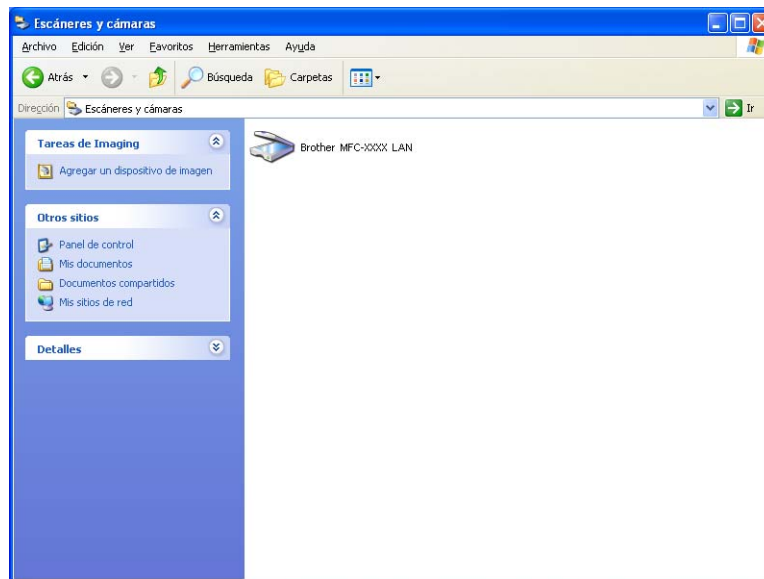 Escáneres y cámaras
Archivo Edición Ver Favoritos Herramientas Ayuda
Atrás Búsqueda Carpetas
Dirección Escáneres y cámaras Ir
Tareas de Imaging
Agregar un dispositivo de imagen
Otros sitios
Panel de control
Mis documentos
Documentos compartidos
Mis sitios de red
Detalles
Brother MFC-XXXX LAN